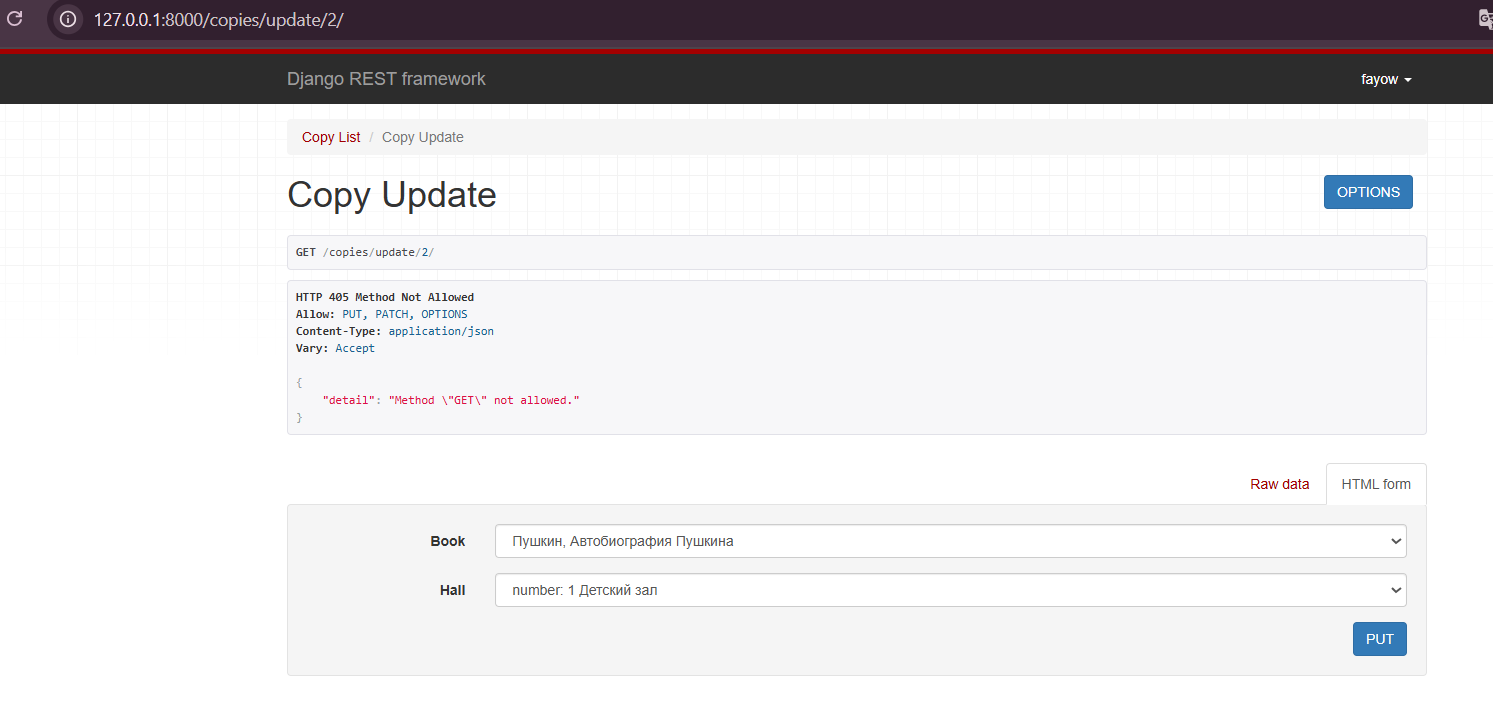 127.0.0.1:8000/copies/update/2/
Django REST framework
fayow
Copy List / Copy Update
Copy Update
OPTIONS
GET /copies/update/2/
HTTP 405 Method Not Allowed
Allow: PUT, PATCH, OPTIONS
Content-Type: application/json
Vary: Accept
{
"detail": "Method \"GET\" not allowed."
}
Raw data
HTML form
Book
Пушкин, Автобиография Пушкина
Hall
number: 1 Детский зал
PUT